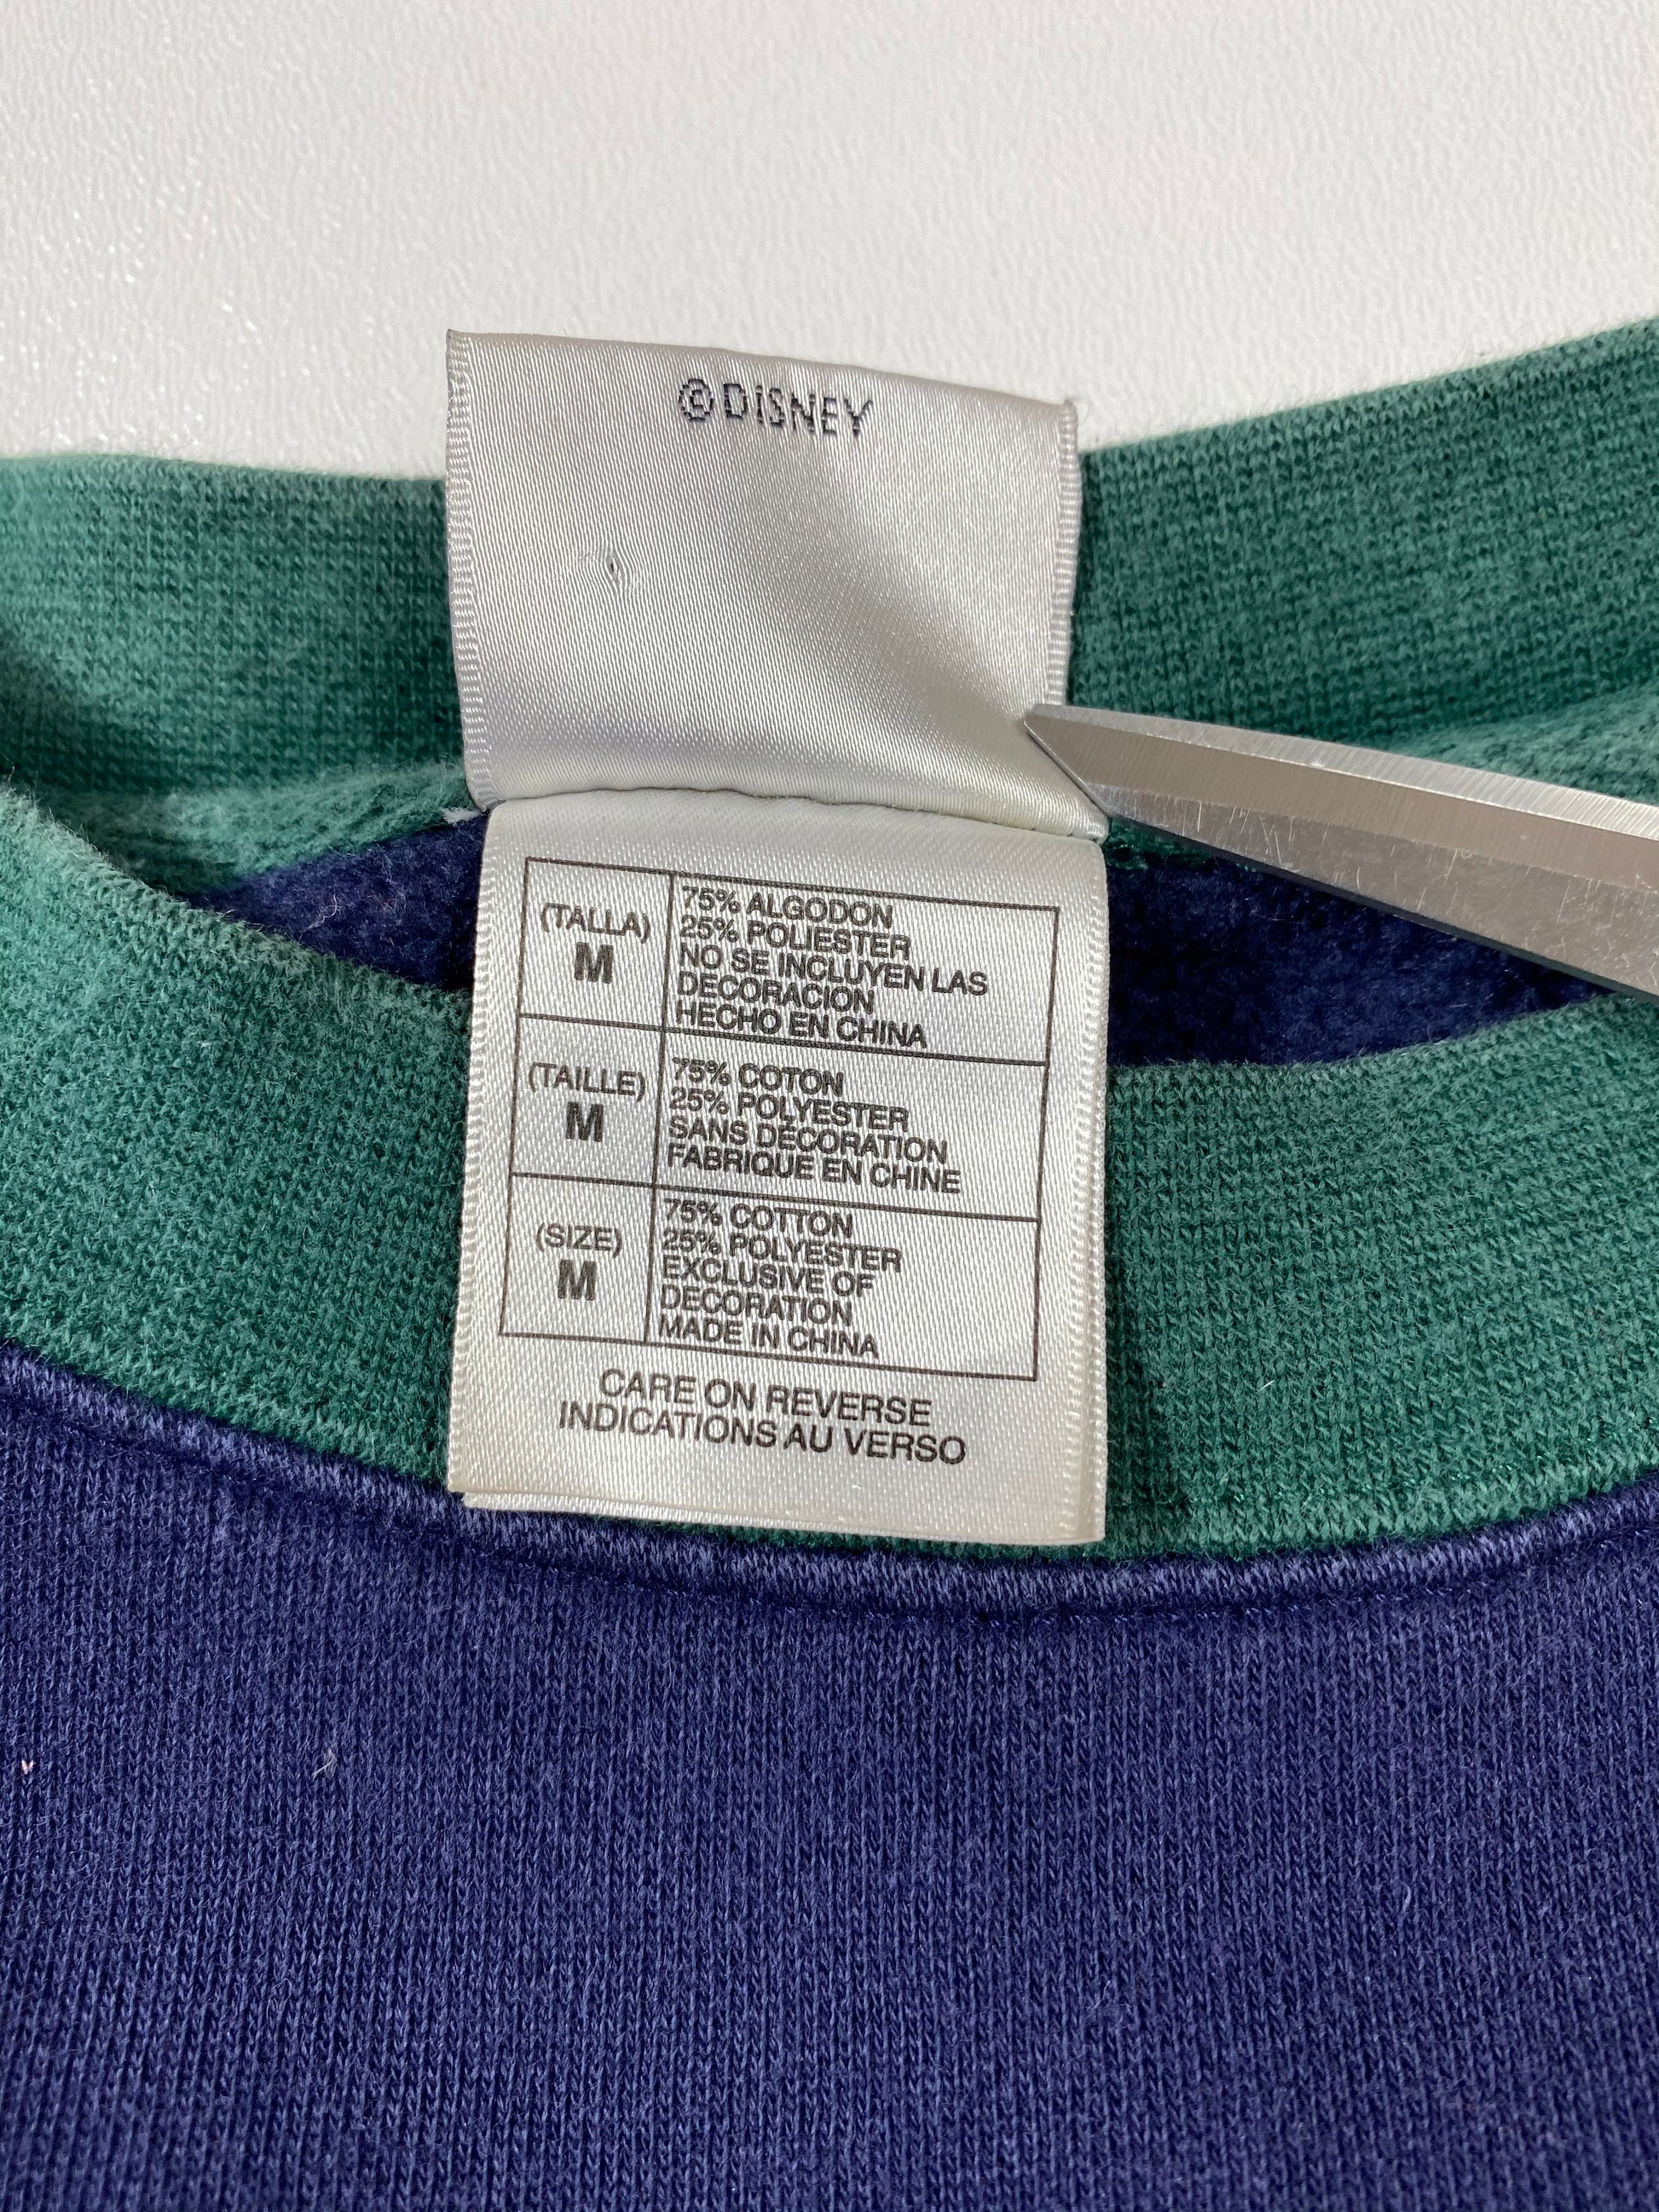 ©DISNEY
(TALLA)
M
75% ALGODON
25% POLIESTER
NO SE INCLUYEN LAS
DECORACION
HECHO EN CHINA
(TAILLE)
M
75% COTON
25% POLYESTER
SANS DÉCORATION
FABRIQUE EN CHINE
(SIZE)
M
75% COTTON
25% POLYESTER
EXCLUSIVE OF
DECORATION
MADE IN CHINA
CARE ON REVERSE
INDICATIONS AU VERSO